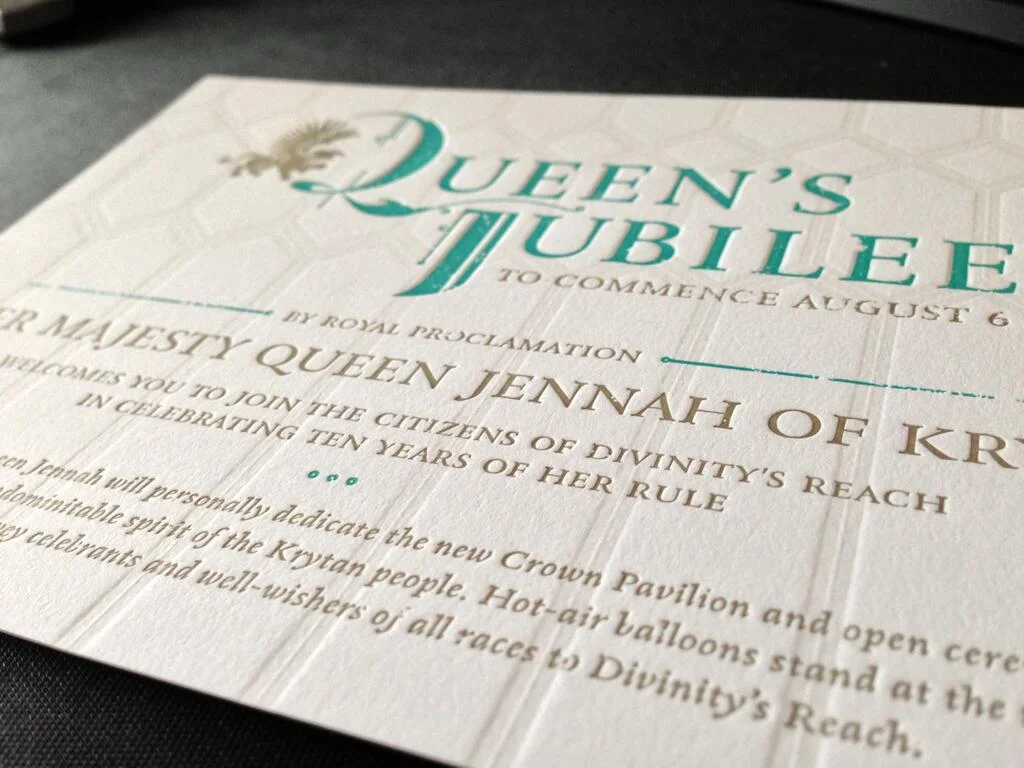 QUEEN'S
JUBILEE
TO COMMENCE AUGUST 6
BY ROYAL PROCLAMATION
MAJESTY QUEEN JENNAH OF
WELCOMES YOU TO JOIN THE CITIZENS OF DIVINITY'S REACH
IN CELEBRATING TEN YEARS OF HER RULE
Jennah will personally dedicate the new Crown Pavilion and open
spirit of the Krytan people. Hot-air balloons stand at the
celebrants and well-wishers of all races to Divinity's Reach.